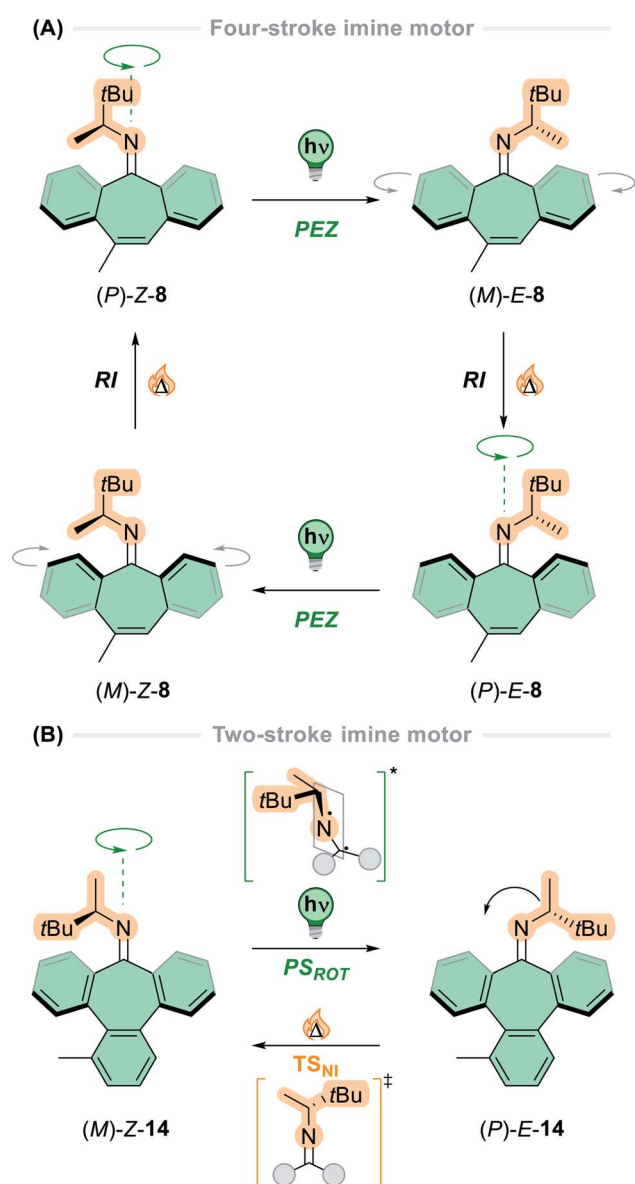 (A) Four-stroke imine motor
tBu
N
hν
PEZ
tBu
N
(P)-Z-8
(M)-E-8
RI
Δ
RI
Δ
tBu
N
hν
PEZ
tBu
N
(M)-Z-8
(P)-E-8
(B) Two-stroke imine motor
*
tBu
N
tBu
N
hν
PSROT
N
tBu
Δ
TSNI
‡
tBu
N
(M)-Z-14
(P)-E-14